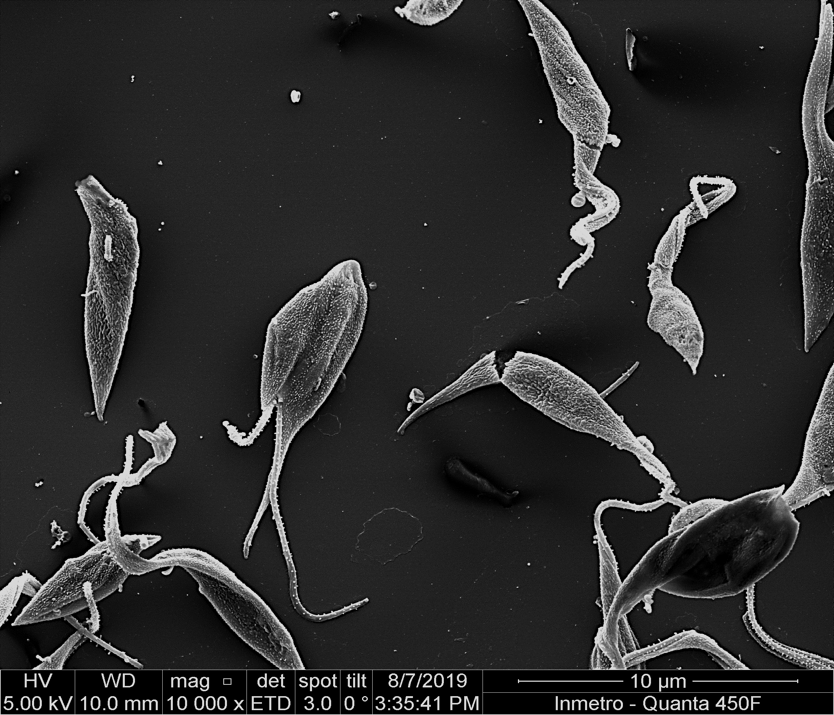 HV WD mag □ det spot tilt 8/7/2019 10 µm
5.00 kV 10.0 mm 10 000 x ETD 3.0 0 ° 3:35:41 PM Inmetro - Quanta 450F